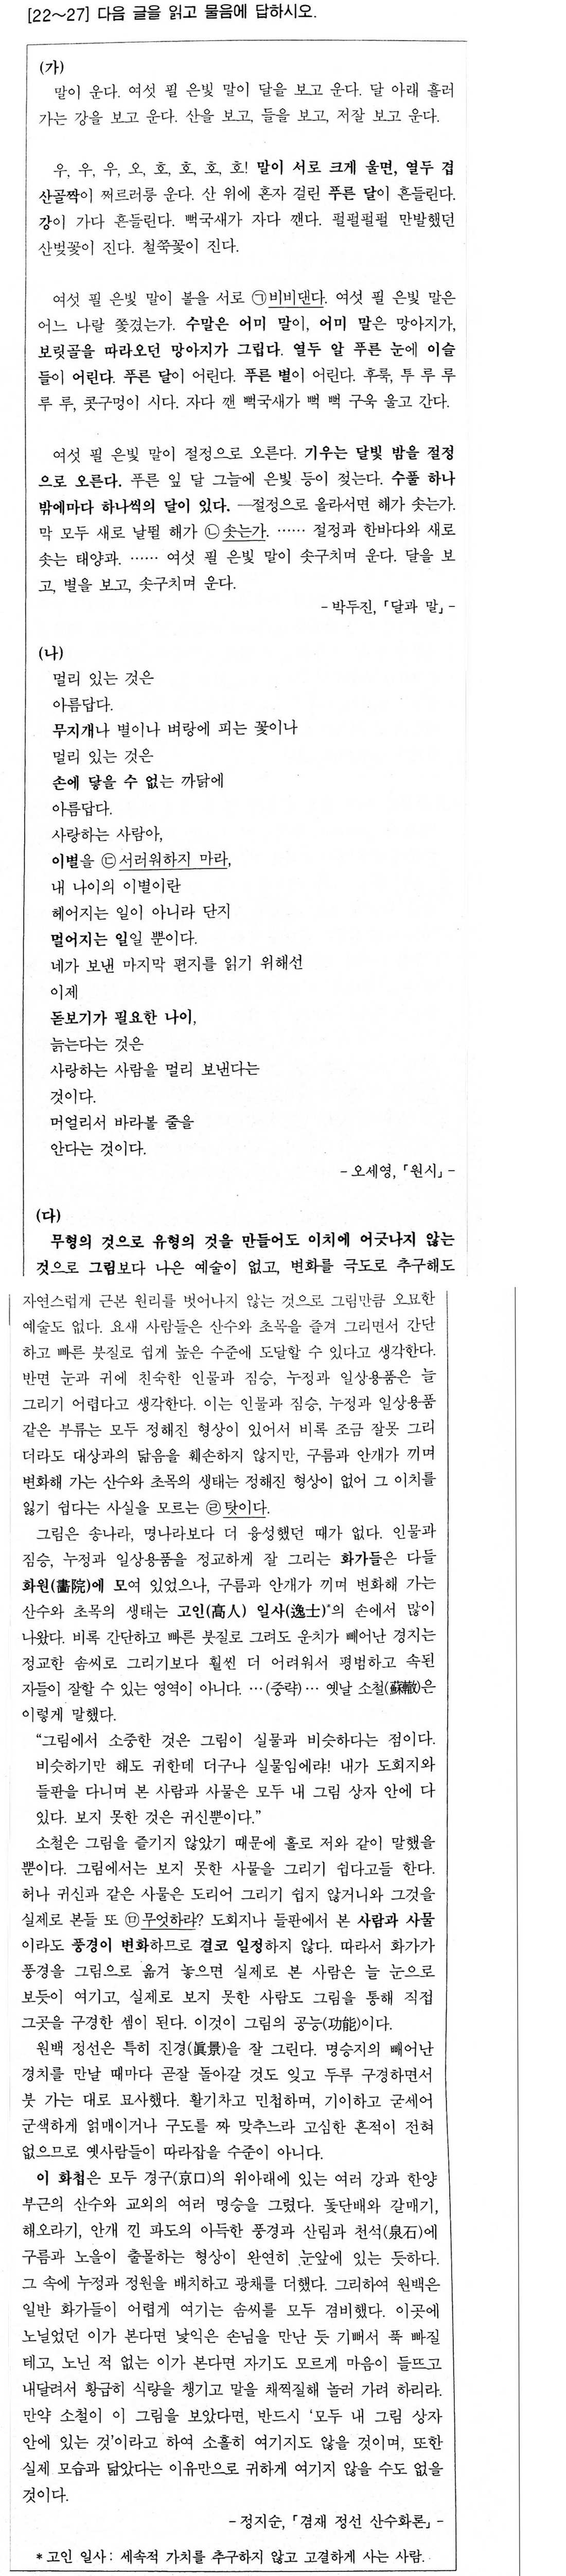 [22～27] 다음 글을 읽고 물음에 답하시오.
(가)
말이 운다. 여섯 필 은빛 말이 달을 보고 운다. 달 아래 흘러
가는 강을 보고 운다. 산을 보고, 들을 보고, 저잘 보고 운다.
우, 우, 우, 오, 호, 호, 호, 호! 말이 서로 크게 울면, 열두 겹
산골짝이 쩌르러렁 운다. 산 위에 혼자 걸린 푸른 달이 흔들린다.
강이 가다 흔들린다. 뻑국새가 자다 깬다. 펄펄펄펄 만발했던
산벚꽃이 진다. 철쭉꽃이 진다.
여섯 필 은빛 말이 볼을 서로 ㉠비비댄다. 여섯 필 은빛 말은
어느 나랄 쫓겼는가. 수말은 어미 말이, 어미 말은 망아지가,
보릿골을 따라오던 망아지가 그립다. 열두 알 푸른 눈에 이슬
들이 어린다. 푸른 달이 어린다. 푸른 별이 어린다. 후룩, 투 루 루
루 루, 콧구멍이 시다. 자다 깬 뻑국새가 뻑 뻑 구욱 울고 간다.
여섯 필 은빛 말이 절정으로 오른다. 기우는 달빛 밤을 절정
으로 오른다. 푸른 잎 달 그늘에 은빛 등이 젖는다. 수풀 하나
밖에마다 하나씩의 달이 있다. ―절정으로 올라서면 해가 솟는가.
막 모두 새로 날뛸 해가 ㉡솟는가. …… 절정과 한바다와 새로
솟는 태양과. …… 여섯 필 은빛 말이 솟구치며 운다. 달을 보
고, 별을 보고, 솟구치며 운다.
- 박두진, 「달과 말」 -
(나)
멀리 있는 것은
아름답다.
무지개나 별이나 벼랑에 피는 꽃이나
멀리 있는 것은
손에 닿을 수 없는 까닭에
아름답다.
사랑하는 사람아,
이별을 ㉢서러워하지 마라,
내 나이의 이별이란
헤어지는 일이 아니라 단지
멀어지는 일일 뿐이다.
네가 보낸 마지막 편지를 읽기 위해선
이제
돋보기가 필요한 나이,
늙는다는 것은
사랑하는 사람을 멀리 보낸다는
것이다.
머얼리서 바라볼 줄을
안다는 것이다.
- 오세영, 「원시」 -
(다)
무형의 것으로 유형의 것을 만들어도 이치에 어긋나지 않는
것으로 그림보다 나은 예술이 없고, 변화를 극도로 추구해도
자연스럽게 근본 원리를 벗어나지 않는 것으로 그림만큼 오묘한
예술도 없다. 요새 사람들은 산수와 초목을 즐겨 그리면서 간단
하고 빠른 붓질로 쉽게 높은 수준에 도달할 수 있다고 생각한다.
반면 눈과 귀에 친숙한 인물과 짐승, 누정과 일상용품은 늘
그리기 어렵다고 생각한다. 이는 인물과 짐승, 누정과 일상용품
같은 부류는 모두 정해진 형상이 있어서 비록 조금 잘못 그리
더라도 대상과의 닮음을 훼손하지 않지만, 구름과 안개가 끼며
변화해 가는 산수와 초목의 생태는 정해진 형상이 없어 그 이치를
잃기 쉽다는 사실을 모르는 ㉣탓이다.
그림은 송나라, 명나라보다 더 융성했던 때가 없다. 인물과
짐승, 누정과 일상용품을 정교하게 잘 그리는 화가들은 다들
화원(畵院)에 모여 있었으나, 구름과 안개가 끼며 변화해 가는
산수와 초목의 생태는 고인(高人) 일사(逸士)*의 손에서 많이
나왔다. 비록 간단하고 빠른 붓질로 그려도 운치가 빼어난 경지는
정교한 솜씨로 그리기보다 훨씬 더 어려워서 평범하고 속된
자들이 잘할 수 있는 영역이 아니다. …(중략)… 옛날 소철(蘇轍)은
이렇게 말했다.
“그림에서 소중한 것은 그림이 실물과 비슷하다는 점이다.
비슷하기만 해도 귀한데 더구나 실물임에랴! 내가 도회지와
들판을 다니며 본 사람과 사물은 모두 내 그림 상자 안에 다
있다. 보지 못한 것은 귀신뿐이다.”
소철은 그림을 즐기지 않았기 때문에 홀로 저와 같이 말했을
뿐이다. 그림에서는 보지 못한 사물을 그리기 쉽다고들 한다.
허나 귀신과 같은 사물은 도리어 그리기 쉽지 않거니와 그것을
실제로 본들 또 ㉤무엇하랴? 도회지나 들판에서 본 사람과 사물
이라도 풍경이 변화하므로 결코 일정하지 않다. 따라서 화가가
풍경을 그림으로 옮겨 놓으면 실제로 본 사람은 늘 눈으로
보듯이 여기고, 실제로 보지 못한 사람도 그림을 통해 직접
그곳을 구경한 셈이 된다. 이것이 그림의 공능(功能)이다.
원백 정선은 특히 진경(眞景)을 잘 그린다. 명승지의 빼어난
경치를 만날 때마다 곧잘 돌아갈 것도 잊고 두루 구경하면서
붓 가는 대로 묘사했다. 활기차고 민첩하며, 기이하고 굳세어
군색하게 얽매이거나 구도를 짜 맞추느라 고심한 흔적이 전혀
없으므로 옛사람들이 따라잡을 수준이 아니다.
이 화첩은 모두 경구(京口)의 위아래에 있는 여러 강과 한양
부근의 산수와 교외의 여러 명승을 그렸다. 돛단배와 갈매기,
해오라기, 안개 낀 파도의 아득한 풍경과 산림과 천석(泉石)에
구름과 노을이 출몰하는 형상이 완연히 눈앞에 있는 듯하다.
그 속에 누정과 정원을 배치하고 광채를 더했다. 그리하여 원백은
일반 화가들이 어렵게 여기는 솜씨를 모두 겸비했다. 이곳에
노닐었던 이가 본다면 낯익은 손님을 만난 듯 기뻐서 푹 빠질
테고, 노닌 적 없는 이가 본다면 자기도 모르게 마음이 들뜨고
내달려서 황급히 식량을 챙기고 말을 채찍질해 놀러 가려 하리라.
만약 소철이 이 그림을 보았다면, 반드시 ‘모두 내 그림 상자
안에 있는 것’이라고 하여 소홀히 여기지도 않을 것이며, 또한
실제 모습과 닮았다는 이유만으로 귀하게 여기지 않을 수도 없을
것이다.
- 정지순, 「겸재 정선 산수화론」 -
* 고인 일사 : 세속적 가치를 추구하지 않고 고결하게 사는 사람.